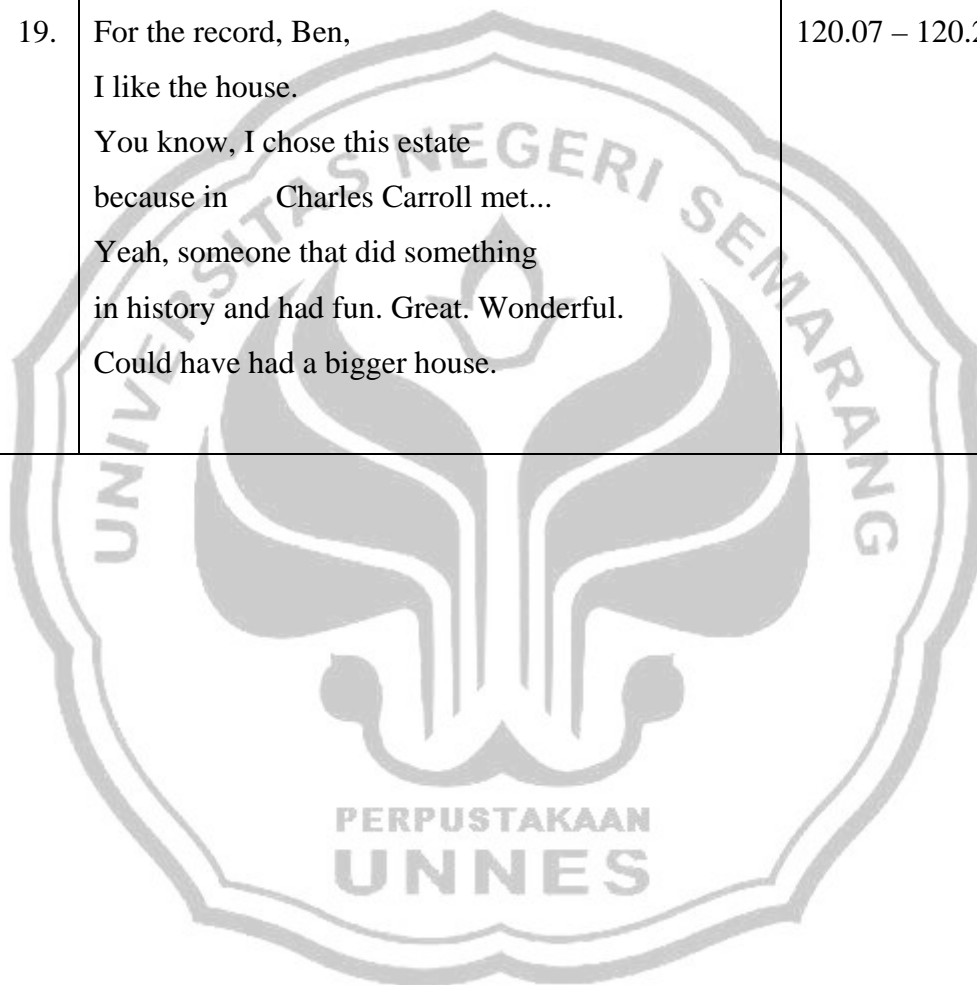 19. For the record, Ben, 120.07 – 120.2
I like the house.
You know, I chose this estate
because in Charles Carroll met...
Yeah, someone that did something
in history and had fun. Great. Wonderful.
Could have had a bigger house.
UNIVERSITAS NEGERI SEMARANG
PERPUSTAKAAN
UNNES